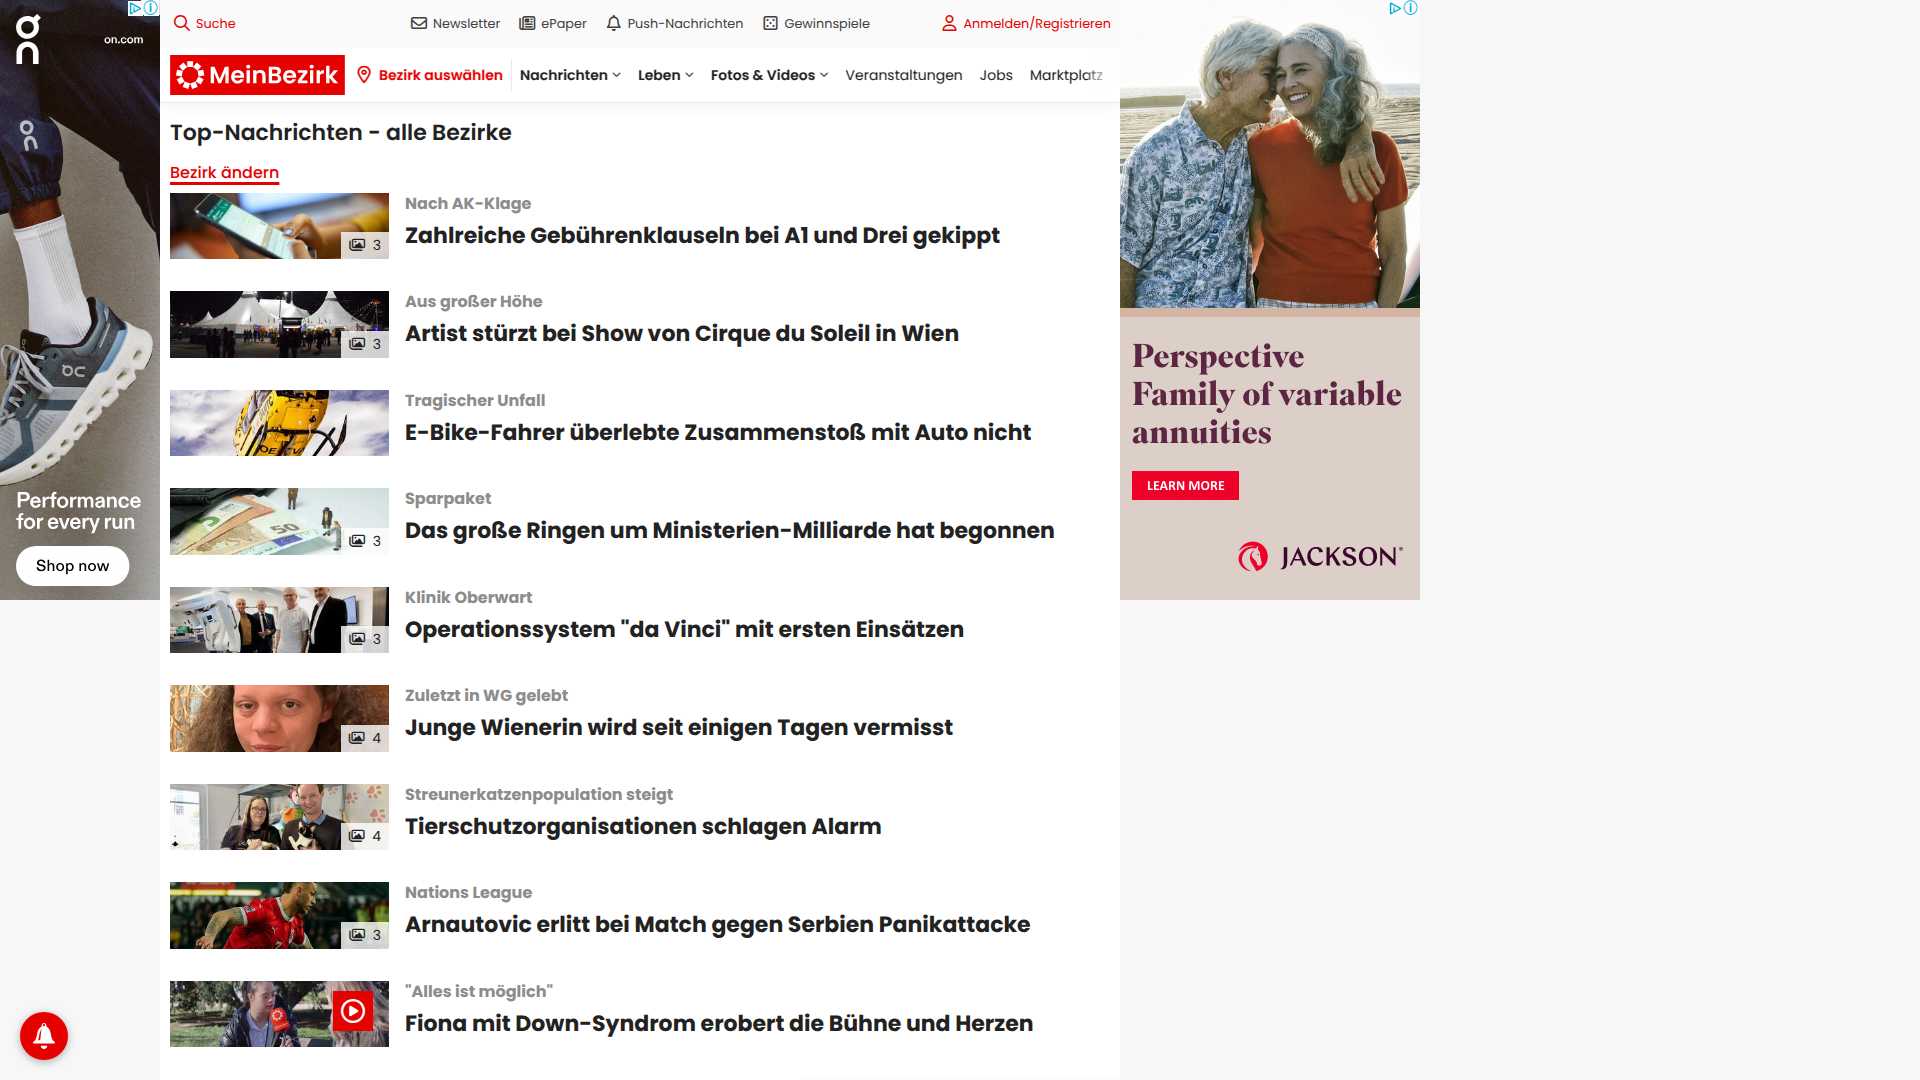 on.com
Performance
for every run
Shop now
Suche
Newsletter
ePaper
Push-Nachrichten
Gewinnspiele
Anmelden/Registrieren
MeinBezirk
Bezirk auswählen
Nachrichten
Leben
Fotos & Videos
Veranstaltungen
Jobs
Marktplatz
Top-Nachrichten - alle Bezirke
Bezirk ändern
3
Nach AK-Klage
Zahlreiche Gebührenklauseln bei A1 und Drei gekippt
3
Aus großer Höhe
Artist stürzt bei Show von Cirque du Soleil in Wien
Tragischer Unfall
E-Bike-Fahrer überlebte Zusammenstoß mit Auto nicht
50
3
Sparpaket
Das große Ringen um Ministerien-Milliarde hat begonnen
3
Klinik Oberwart
Operationssystem "da Vinci" mit ersten Einsätzen
4
Zuletzt in WG gelebt
Junge Wienerin wird seit einigen Tagen vermisst
4
Streunerkatzenpopulation steigt
Tierschutzorganisationen schlagen Alarm
3
Nations League
Arnautovic erlitt bei Match gegen Serbien Panikattacke
"Alles ist möglich"
Fiona mit Down-Syndrom erobert die Bühne und Herzen
Perspective
Family of variable
annuities
LEARN MORE
JACKSON®